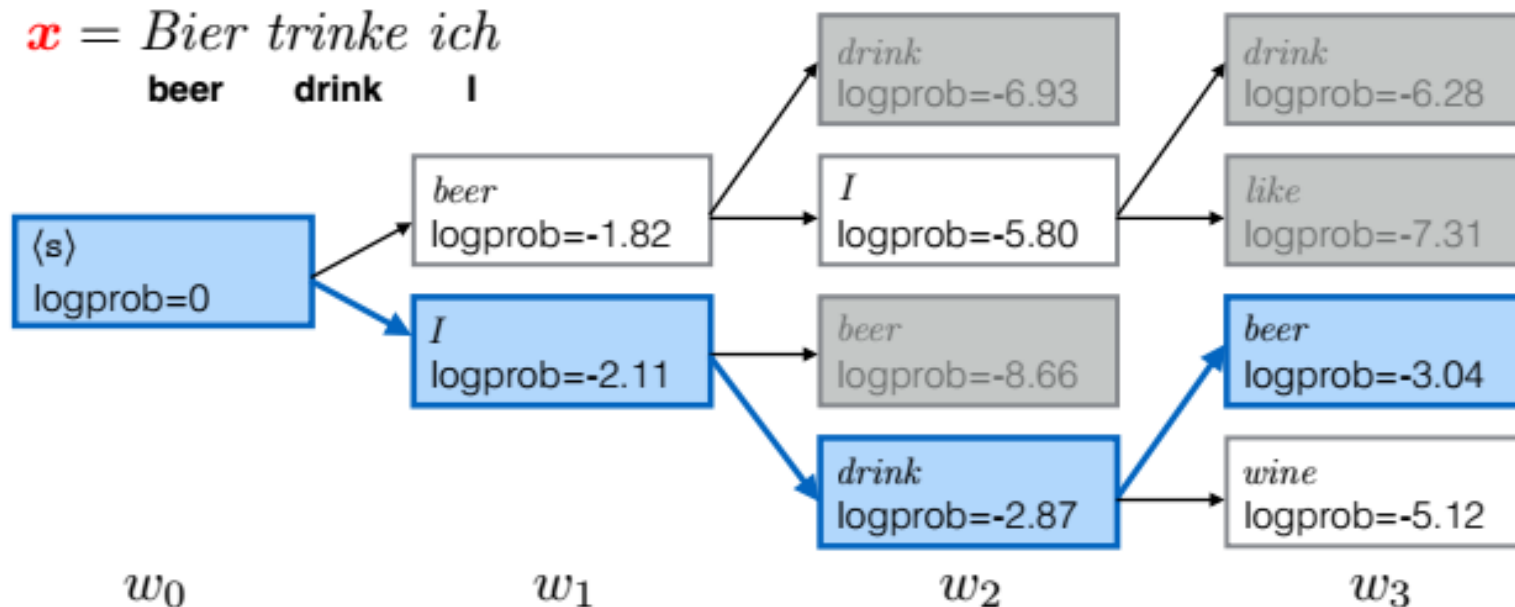 x = Bier trinke ich
beer drink I
⟨s⟩
logprob=0
beer
logprob=-1.82
I
logprob=-2.11
drink
logprob=-6.93
I
logprob=-5.80
beer
logprob=-8.66
drink
logprob=-2.87
drink
logprob=-6.28
like
logprob=-7.31
beer
logprob=-3.04
wine
logprob=-5.12
w₀ w₁ w₂ w₃